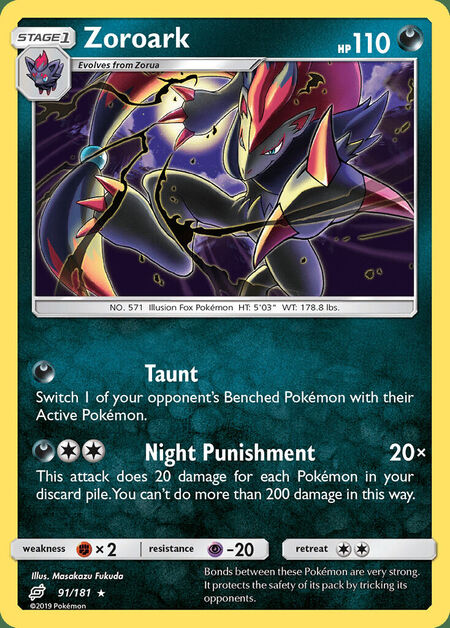 STAGE 1
Zoroark
HP 110
Evolves from Zorua
NO. 571 Illusion Fox Pokémon HT: 5'03" WT: 178.8 lbs.
Taunt
Switch 1 of your opponent's Benched Pokémon with their
Active Pokémon.
Night Punishment 20×
This attack does 20 damage for each Pokémon in your
discard pile. You can't do more than 200 damage in this way.
weakness ×2 resistance -20 retreat
Illus. Masakazu Fukuda
91/181 ★
©2019 Pokémon
Bonds between these Pokémon are very strong.
It protects the safety of its pack by tricking its
opponents.